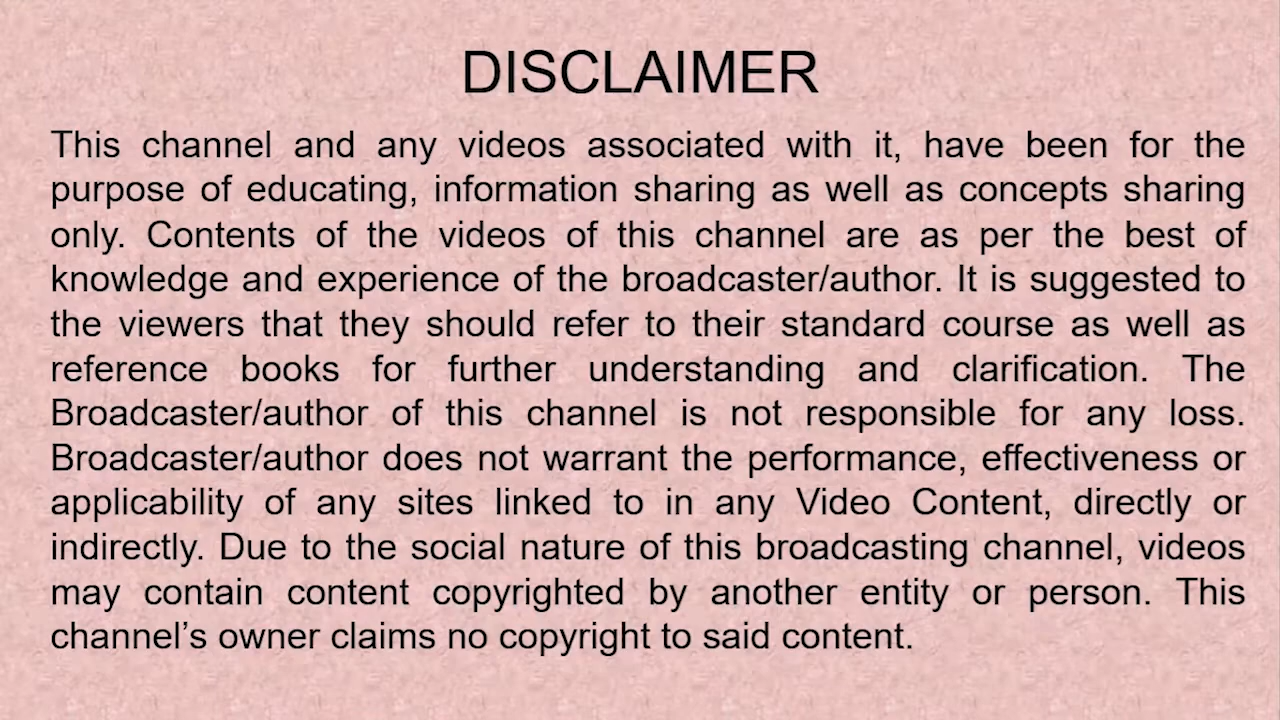 DISCLAIMER
This channel and any videos associated with it, have been for the
purpose of educating, information sharing as well as concepts sharing
only. Contents of the videos of this channel are as per the best of
knowledge and experience of the broadcaster/author. It is suggested to
the viewers that they should refer to their standard course as well as
reference books for further understanding and clarification. The
Broadcaster/author of this channel is not responsible for any loss.
Broadcaster/author does not warrant the performance, effectiveness or
applicability of any sites linked to in any Video Content, directly or
indirectly. Due to the social nature of this broadcasting channel, videos
may contain content copyrighted by another entity or person. This
channel’s owner claims no copyright to said content.